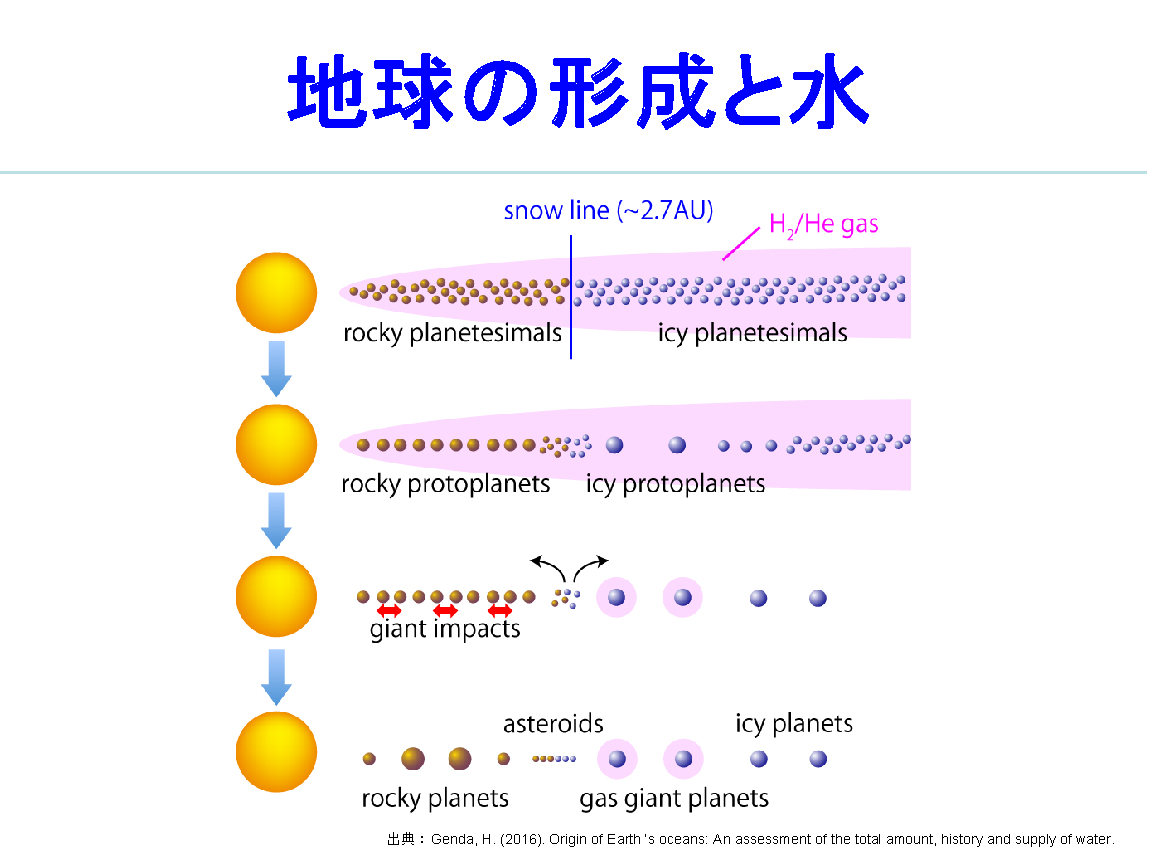 地球の形成と水
snow line (~2.7AU)
H₂/He gas
rocky planetesimals
icy planetesimals
rocky protoplanets
icy protoplanets
giant impacts
asteroids
icy planets
rocky planets
gas giant planets
出典： Genda, H. (2016). Origin of Earth's oceans: An assessment of the total amount, history and supply of water.